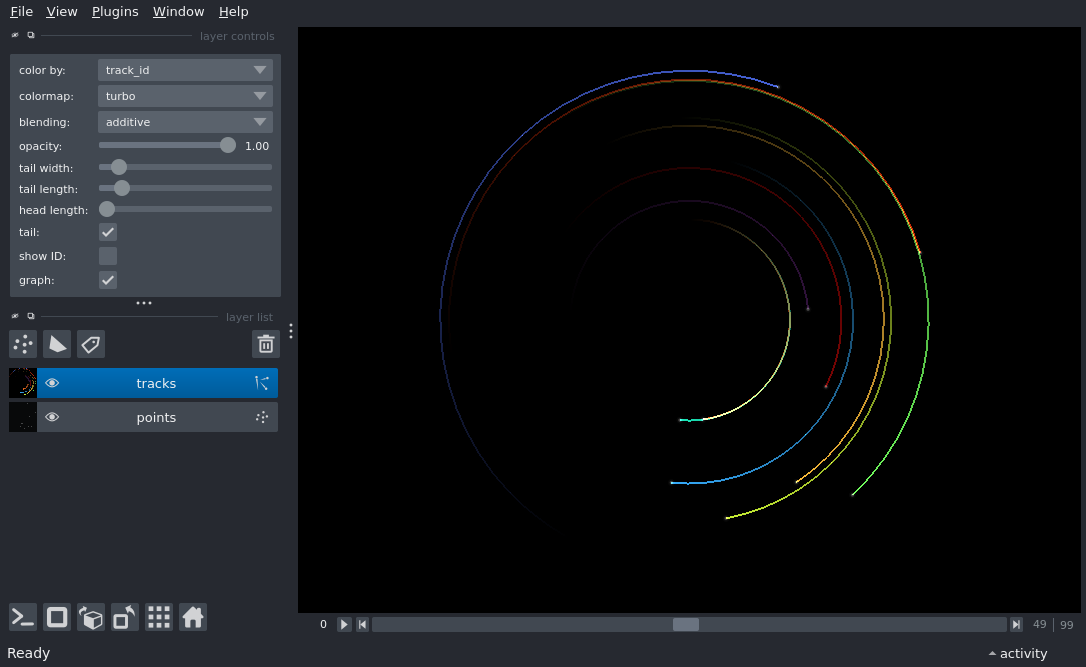 File View Plugins Window Help
layer controls
color by: track_id
colormap: turbo
blending: additive
opacity: 1.00
tail width:
tail length:
head length:
tail:
show ID:
graph:
layer list
tracks
points
0 49 99
Ready activity